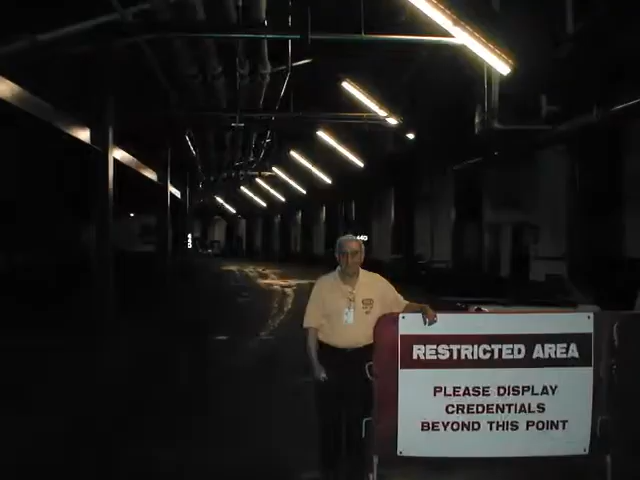 RESTRICTED AREA
PLEASE DISPLAY
CREDENTIALS
BEYOND THIS POINT